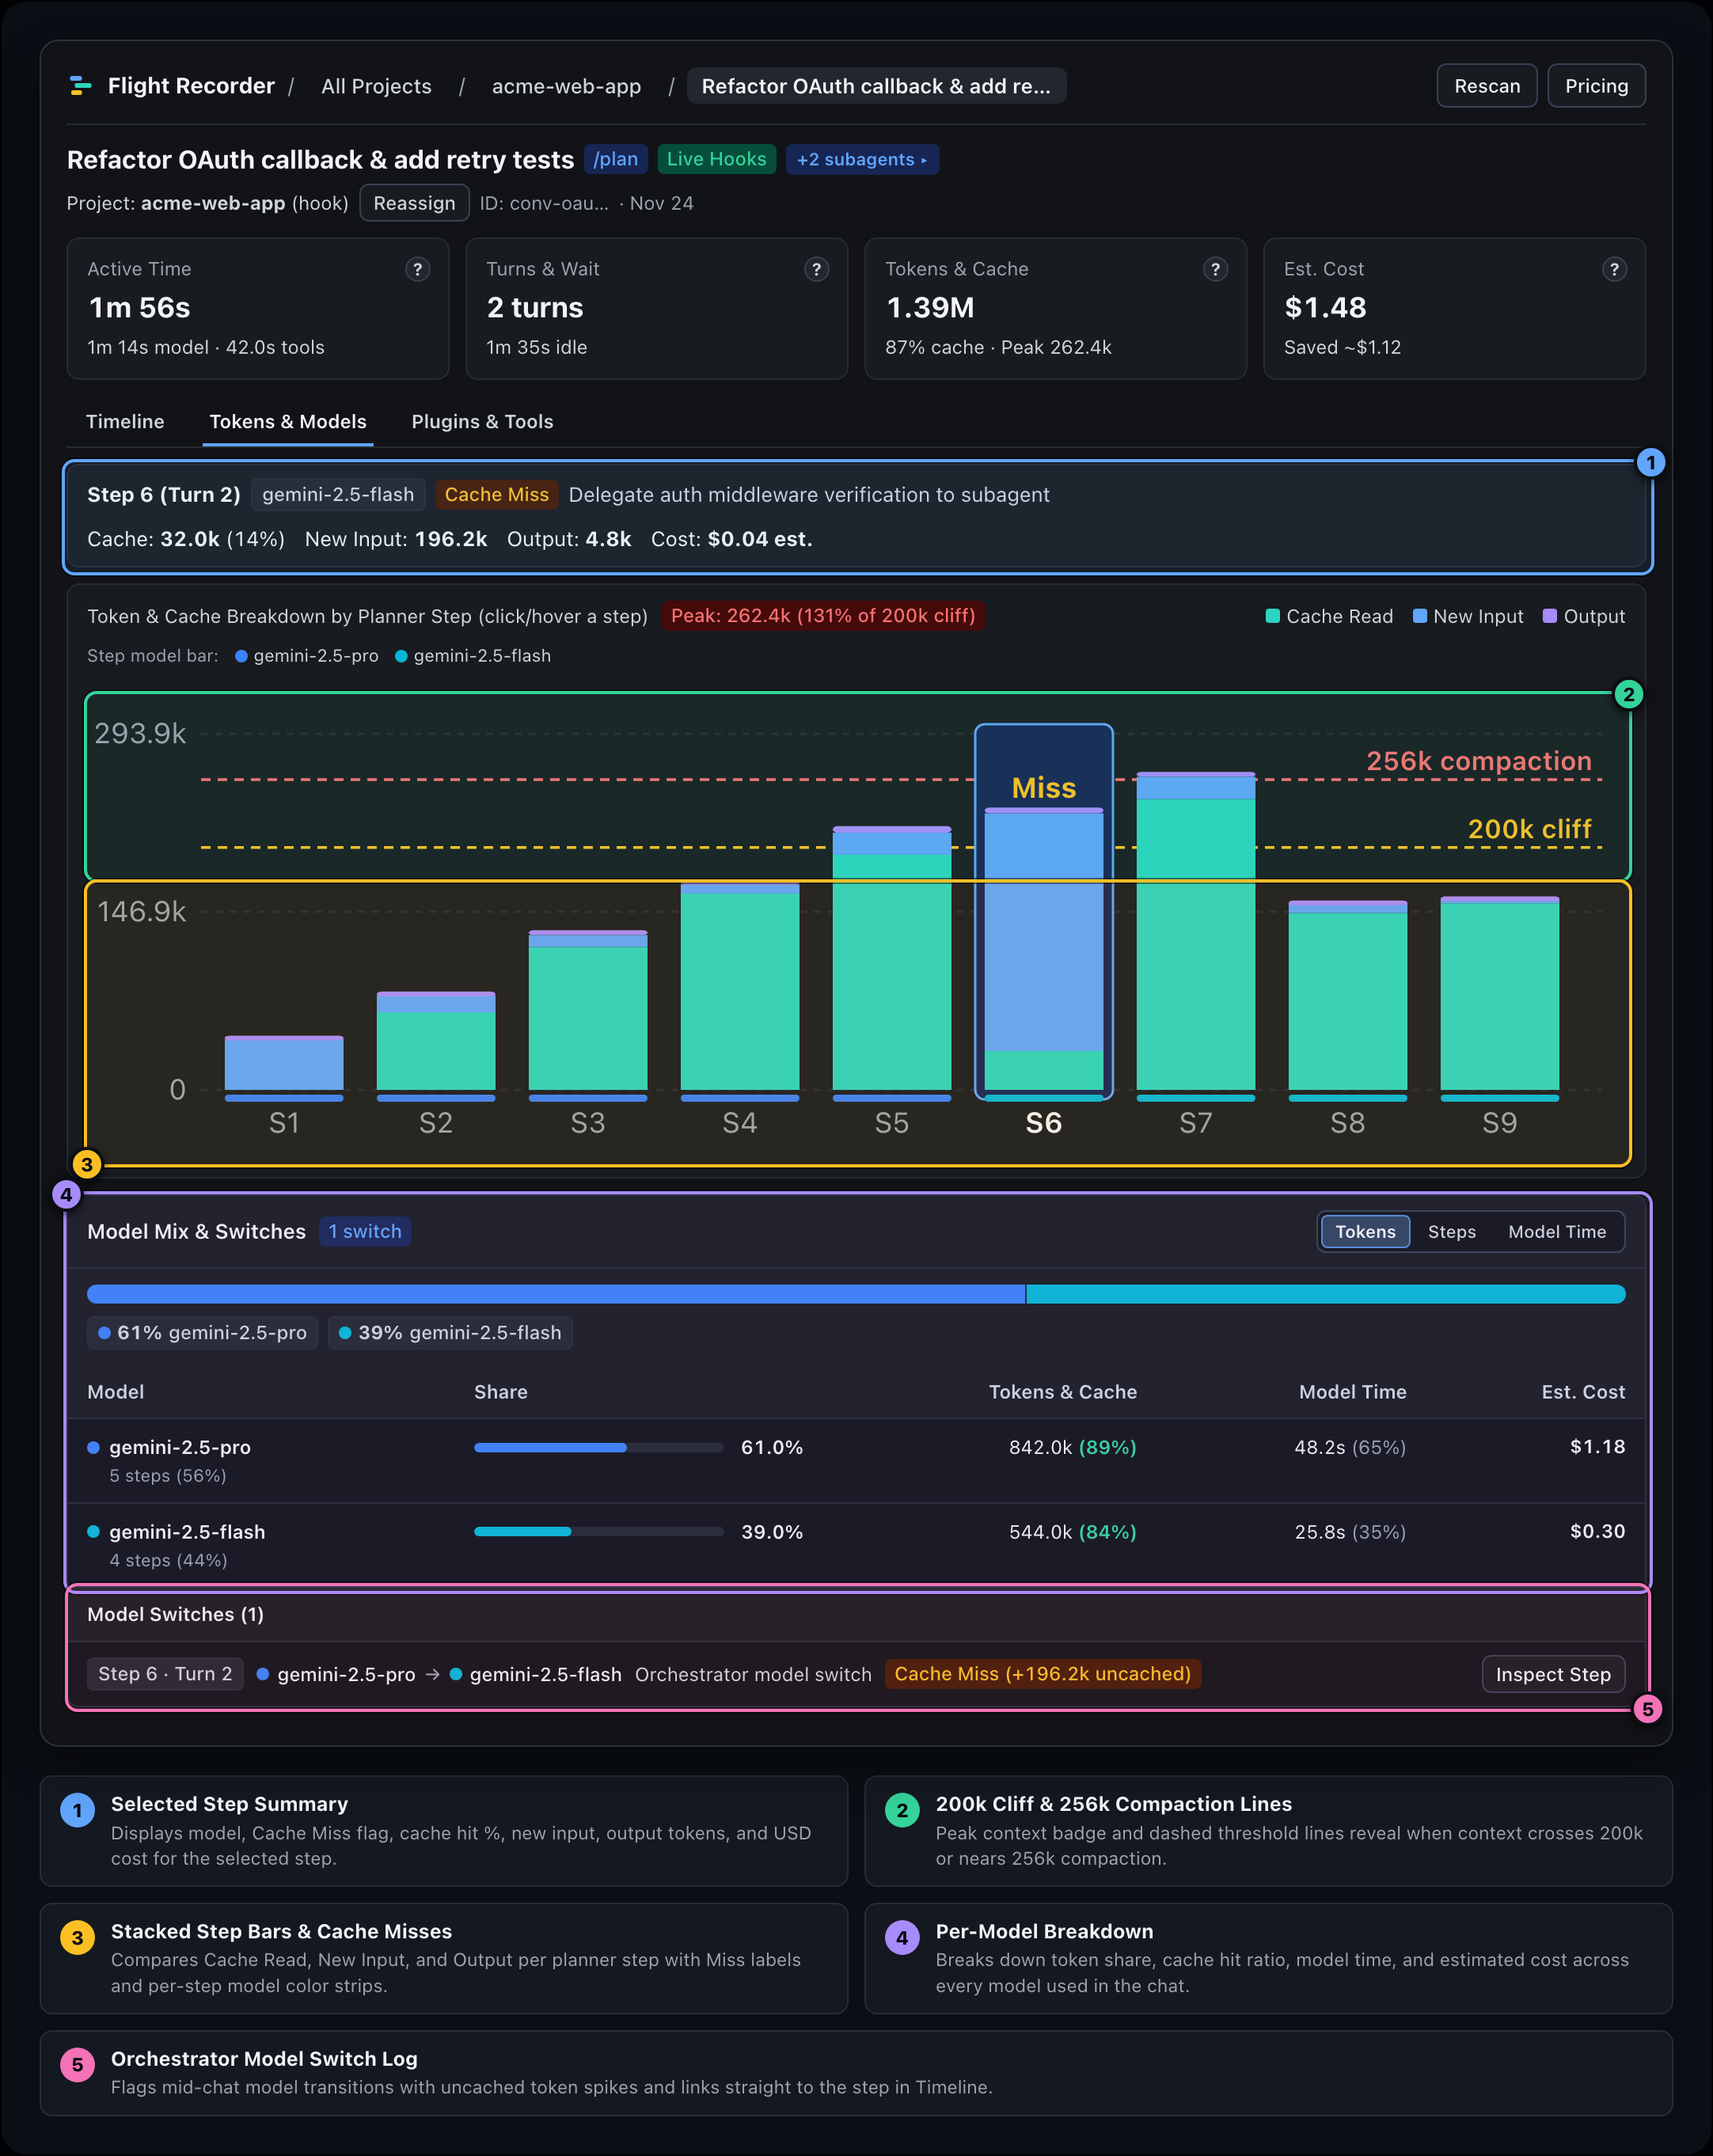 Flight Recorder / All Projects / acme-web-app / Refactor OAuth callback & add re... Rescan Pricing
Refactor OAuth callback & add retry tests /plan Live Hooks +2 subagents ▸
Project: acme-web-app (hook) Reassign ID: conv-oau... · Nov 24
Active Time ?
1m 56s
1m 14s model · 42.0s tools
Turns & Wait ?
2 turns
1m 35s idle
Tokens & Cache ?
1.39M
87% cache · Peak 262.4k
Est. Cost ?
$1.48
Saved ~$1.12
Timeline Tokens & Models Plugins & Tools
1
Step 6 (Turn 2) gemini-2.5-flash Cache Miss Delegate auth middleware verification to subagent
Cache: 32.0k (14%) New Input: 196.2k Output: 4.8k Cost: $0.04 est.
Token & Cache Breakdown by Planner Step (click/hover a step) Peak: 262.4k (131% of 200k cliff) Cache Read New Input Output
Step model bar: gemini-2.5-pro gemini-2.5-flash
2
293.9k
256k compaction
Miss
200k cliff
146.9k
0
S1 S2 S3 S4 S5 S6 S7 S8 S9
3
4
Model Mix & Switches 1 switch Tokens Steps Model Time
61% gemini-2.5-pro 39% gemini-2.5-flash
Model Share Tokens & Cache Model Time Est. Cost
gemini-2.5-pro 61.0% 842.0k (89%) 48.2s (65%) $1.18
5 steps (56%)
gemini-2.5-flash 39.0% 544.0k (84%) 25.8s (35%) $0.30
4 steps (44%)
Model Switches (1)
Step 6 · Turn 2 gemini-2.5-pro → gemini-2.5-flash Orchestrator model switch Cache Miss (+196.2k uncached) Inspect Step
5
1 Selected Step Summary
Displays model, Cache Miss flag, cache hit %, new input, output tokens, and USD
cost for the selected step.
2 200k Cliff & 256k Compaction Lines
Peak context badge and dashed threshold lines reveal when context crosses 200k
or nears 256k compaction.
3 Stacked Step Bars & Cache Misses
Compares Cache Read, New Input, and Output per planner step with Miss labels
and per-step model color strips.
4 Per-Model Breakdown
Breaks down token share, cache hit ratio, model time, and estimated cost across
every model used in the chat.
5 Orchestrator Model Switch Log
Flags mid-chat model transitions with uncached token spikes and links straight to the step in Timeline.